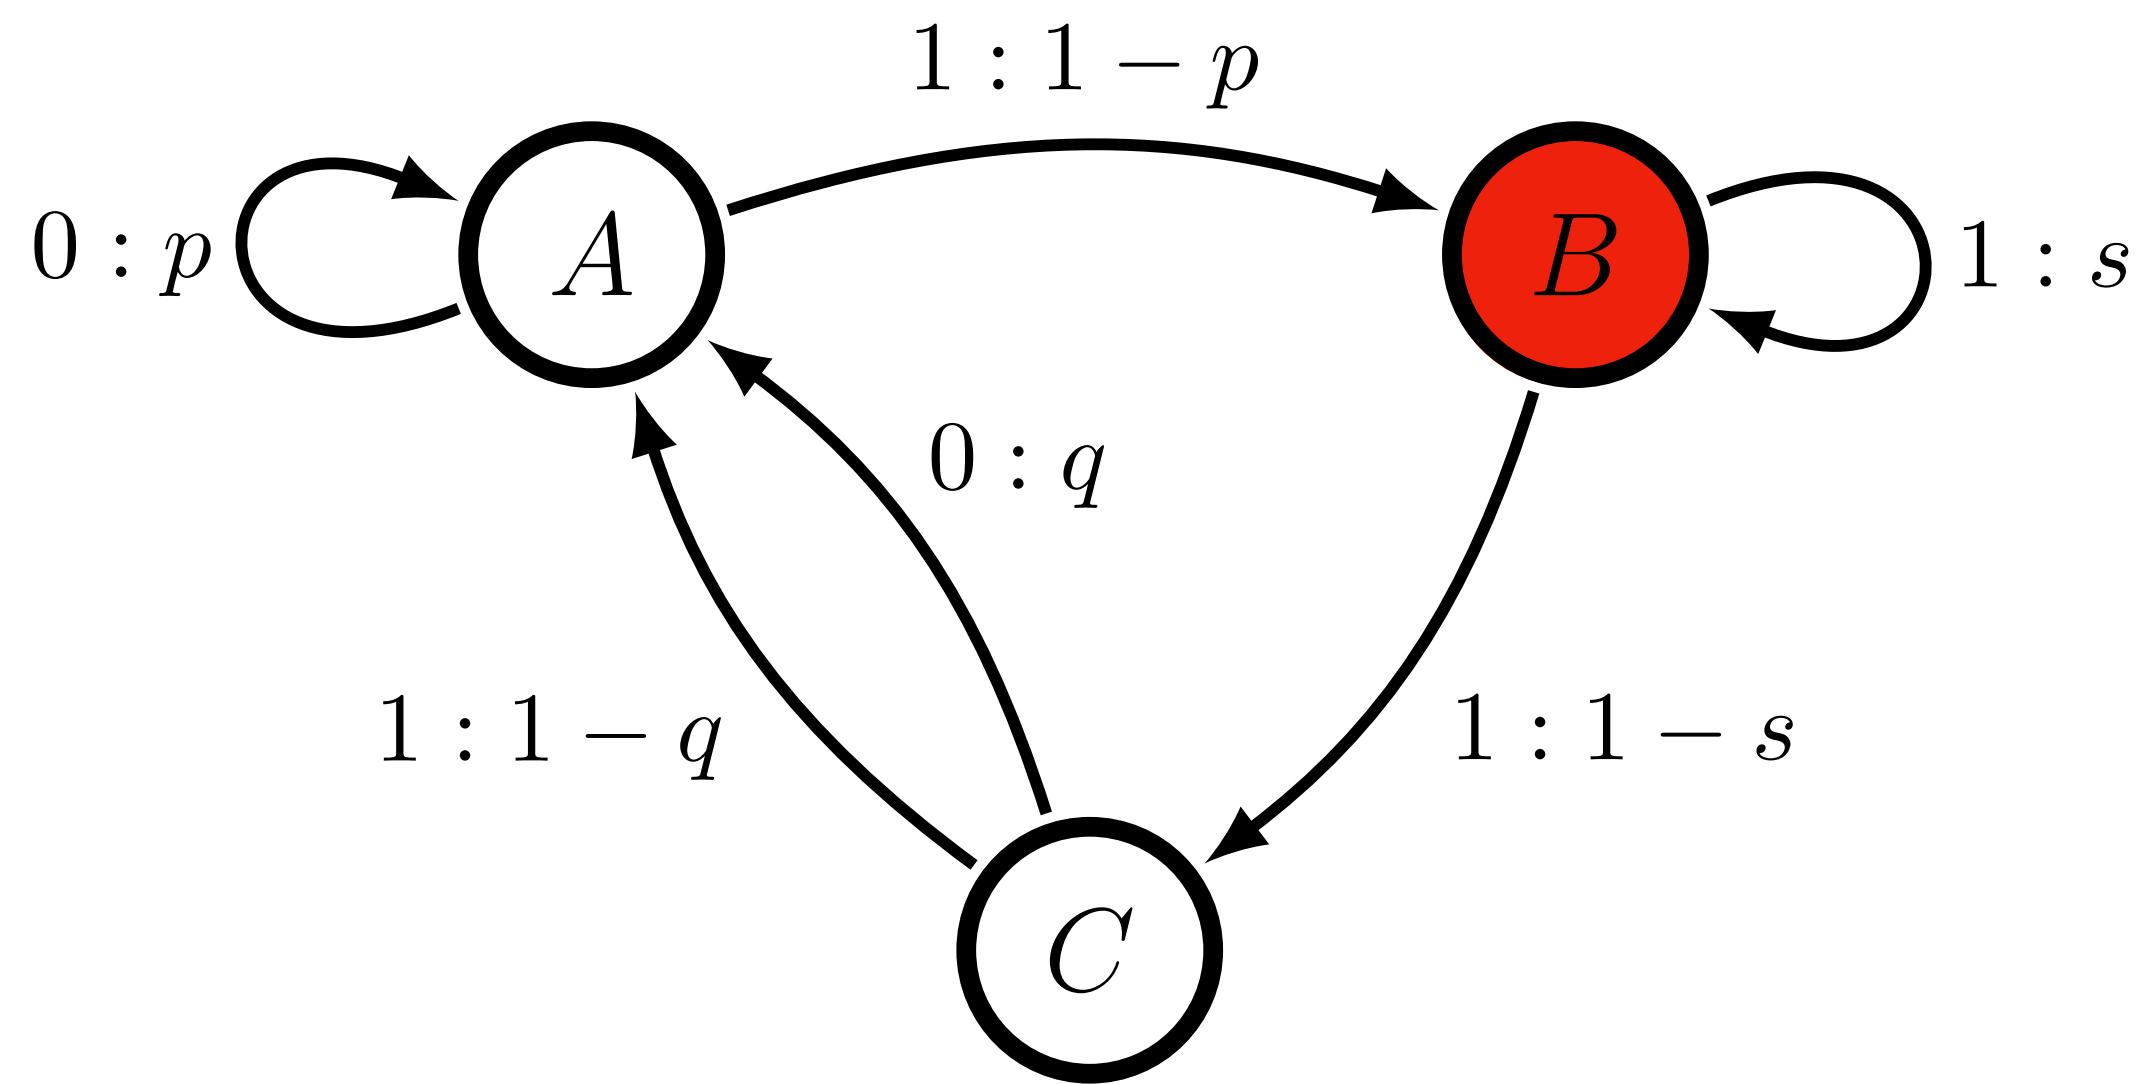 1 : 1 − p
0 : p
A
B
1 : s
0 : q
1 : 1 − q
1 : 1 − s
C